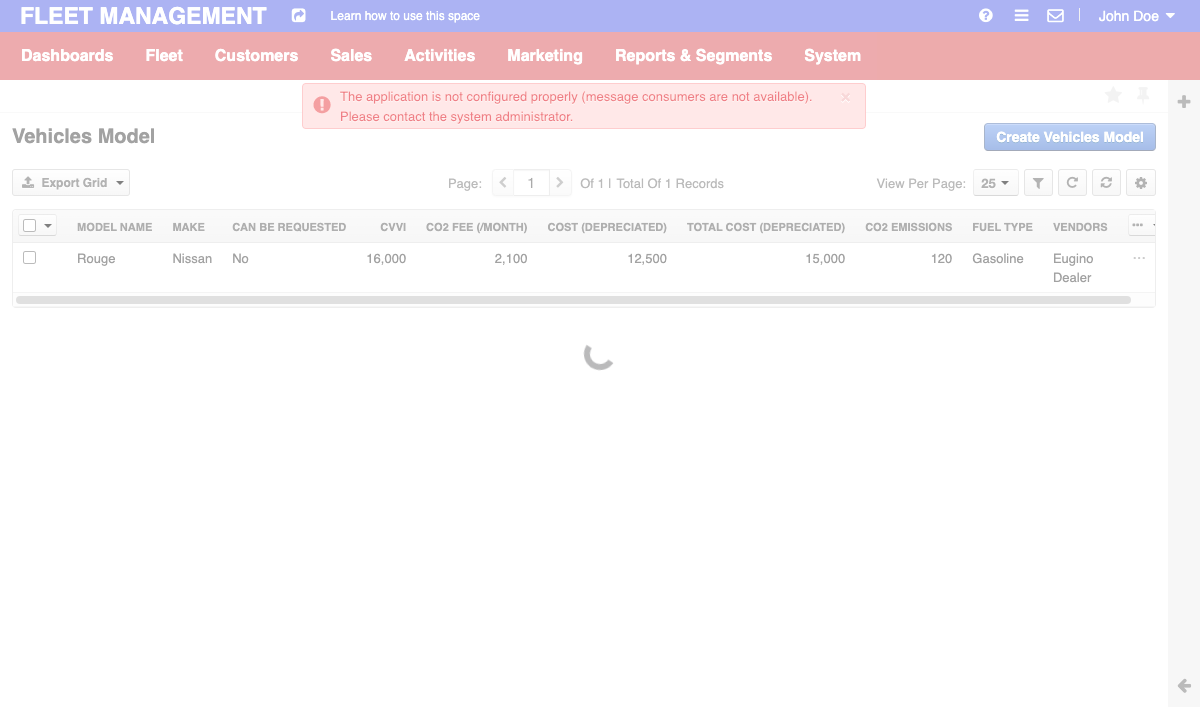 FLEET MANAGEMENT Learn how to use this space John Doe
Dashboards Fleet Customers Sales Activities Marketing Reports & Segments System
The application is not configured properly (message consumers are not available).
Please contact the system administrator.
Vehicles Model Create Vehicles Model
Export Grid Page: 1 Of 1 | Total Of 1 Records View Per Page: 25
MODEL NAME MAKE CAN BE REQUESTED CVVI CO2 FEE (/MONTH) COST (DEPRECIATED) TOTAL COST (DEPRECIATED) CO2 EMISSIONS FUEL TYPE VENDORS
Rouge Nissan No 16,000 2,100 12,500 15,000 120 Gasoline Eugino
Dealer